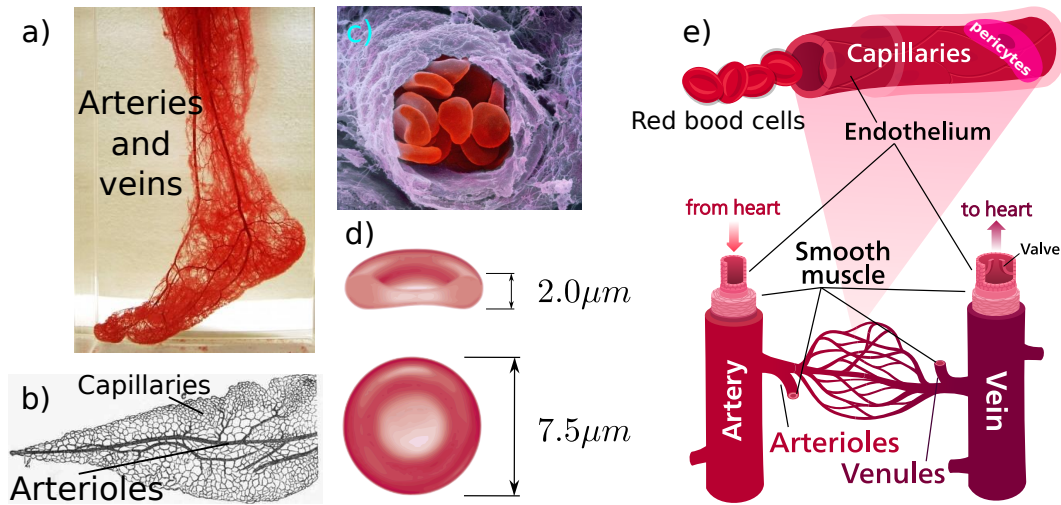 a)
Arteries
and
veins
b)
Capillaries
Arterioles
c)
d)
2.0μm
7.5μm
e)
Capillaries
pericytes
Red bood cells
Endothelium
from heart
to heart
Smooth
muscle
Valve
Artery
Vein
Arterioles
Venules